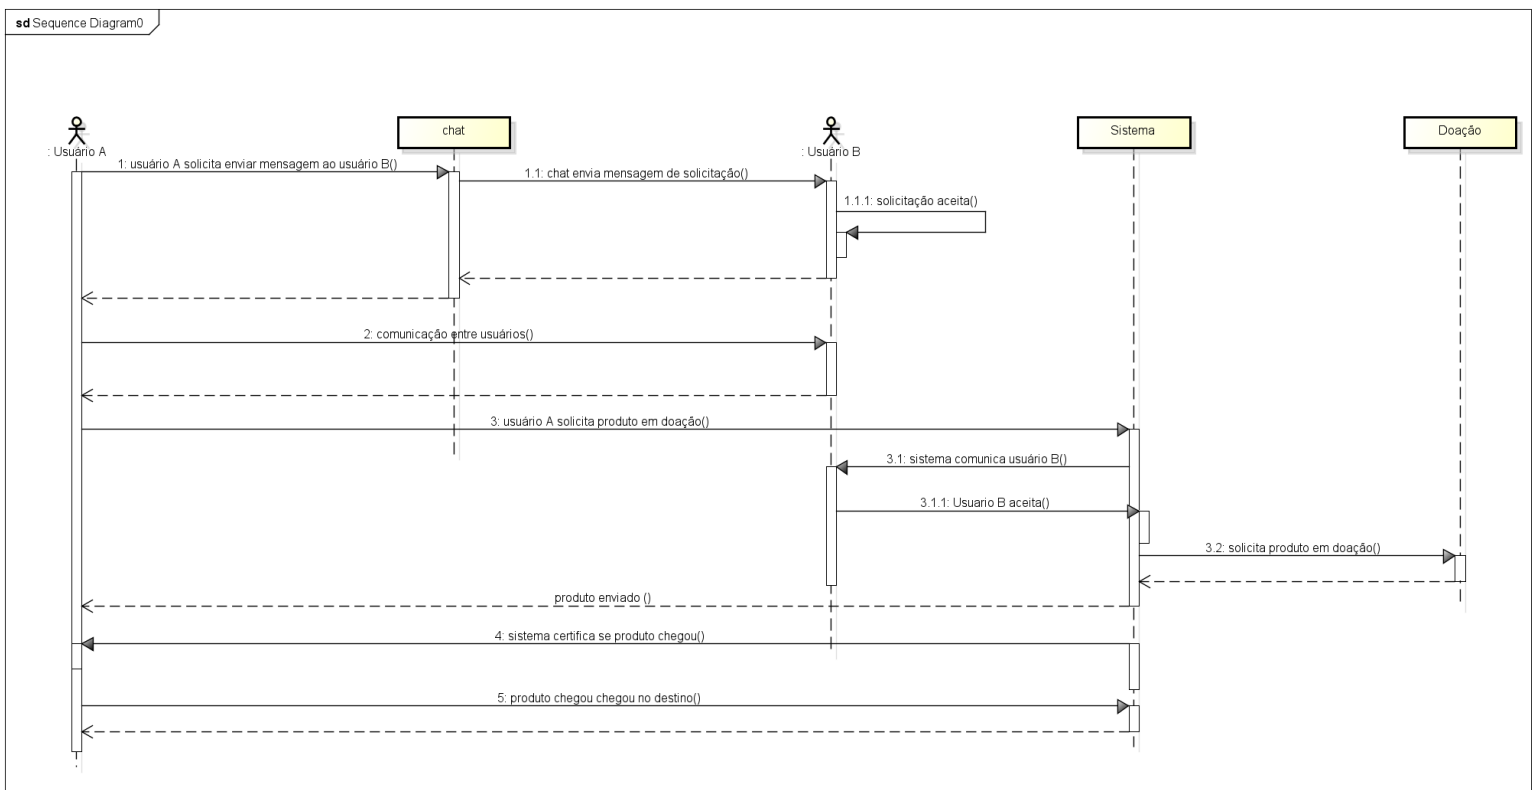 sd Sequence Diagram0
: Usuário A
chat
: Usuário B
Sistema
Doação
1: usuário A solicita enviar mensagem ao usuário B()
1.1: chat envia mensagem de solicitação()
1.1.1: solicitação aceita()
2: comunicação entre usuários()
3: usuário A solicita produto em doação()
3.1: sistema comunica usuário B()
3.1.1: Usuario B aceita()
3.2: solicita produto em doação()
produto enviado ()
4: sistema certifica se produto chegou()
5: produto chegou chegou no destino()